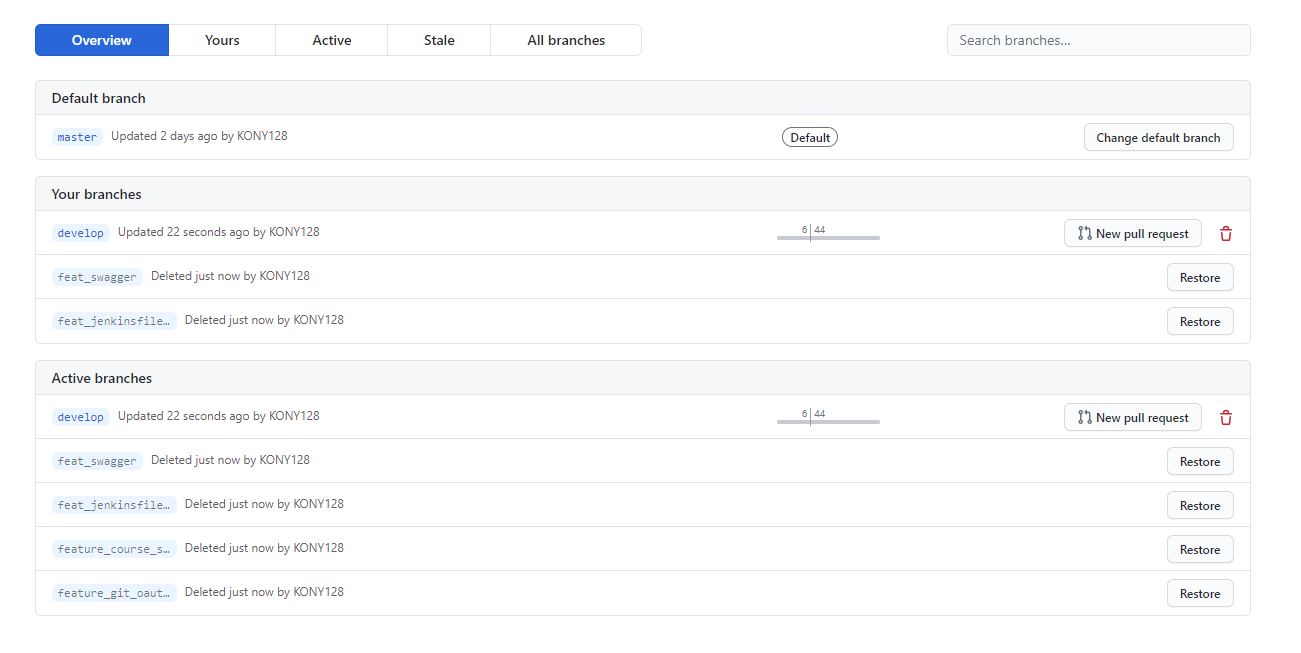 Overview Yours Active Stale All branches Search branches...
Default branch
master Updated 2 days ago by KONY128 Default Change default branch
Your branches
develop Updated 22 seconds ago by KONY128 6 44 New pull request
feat_swagger Deleted just now by KONY128 Restore
feat_jenkinsfile… Deleted just now by KONY128 Restore
Active branches
develop Updated 22 seconds ago by KONY128 6 44 New pull request
feat_swagger Deleted just now by KONY128 Restore
feat_jenkinsfile… Deleted just now by KONY128 Restore
feature_course_s… Deleted just now by KONY128 Restore
feature_git_oaut… Deleted just now by KONY128 Restore